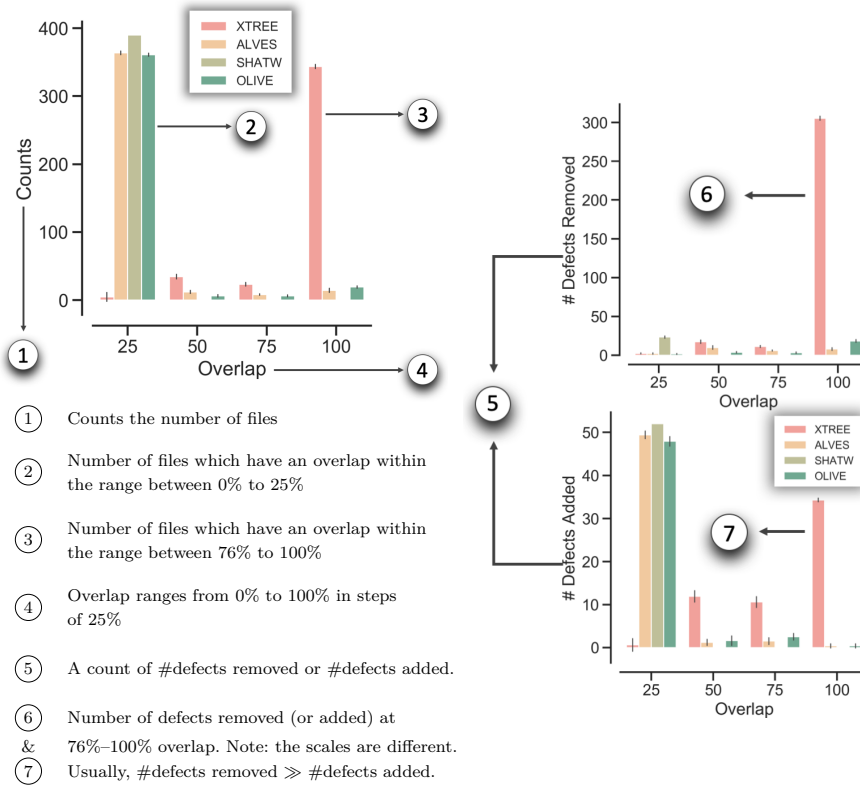 400
300
200
100
0
Counts
XTREE
ALVES
SHATW
OLIVE
2
3
25
50
75
100
Overlap
1
4
300
250
200
150
100
50
0
# Defects Removed
6
25
50
75
100
Overlap
5
50
40
30
20
10
0
# Defects Added
XTREE
ALVES
SHATW
OLIVE
7
25
50
75
100
Overlap
1 Counts the number of files
2 Number of files which have an overlap within
the range between 0% to 25%
3 Number of files which have an overlap within
the range between 76% to 100%
4 Overlap ranges from 0% to 100% in steps
of 25%
5 A count of #defects removed or #defects added.
6 Number of defects removed (or added) at
& 76%–100% overlap. Note: the scales are different.
7 Usually, #defects removed ≫ #defects added.